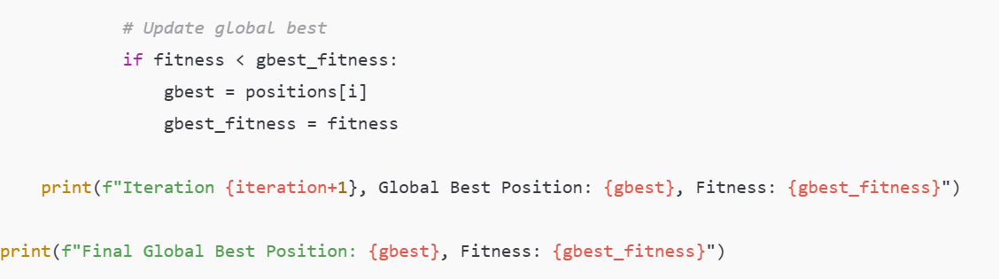 # Update global best
if fitness < gbest_fitness:
gbest = positions[i]
gbest_fitness = fitness
print(f"Iteration {iteration+1}, Global Best Position: {gbest}, Fitness: {gbest_fitness}")
print(f"Final Global Best Position: {gbest}, Fitness: {gbest_fitness}")